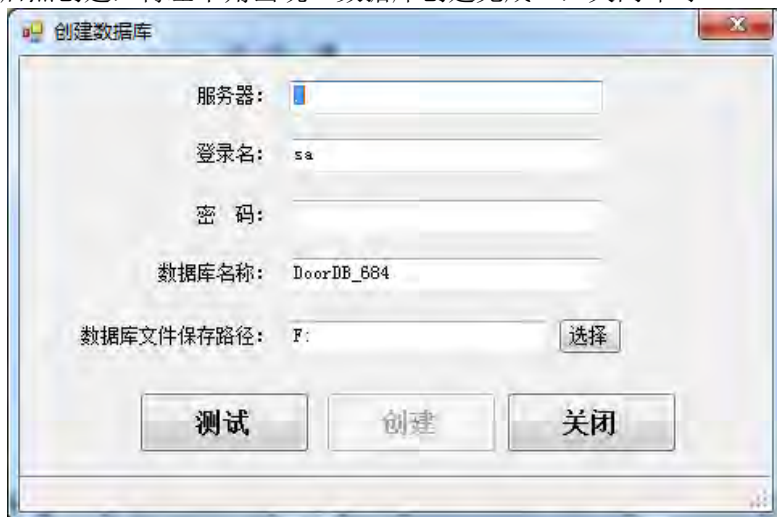 创建数据库
服务器：
登录名： sa
密 码：
数据库名称： DoorDB_684
数据库文件保存路径： F: 选择
测试 创建 关闭